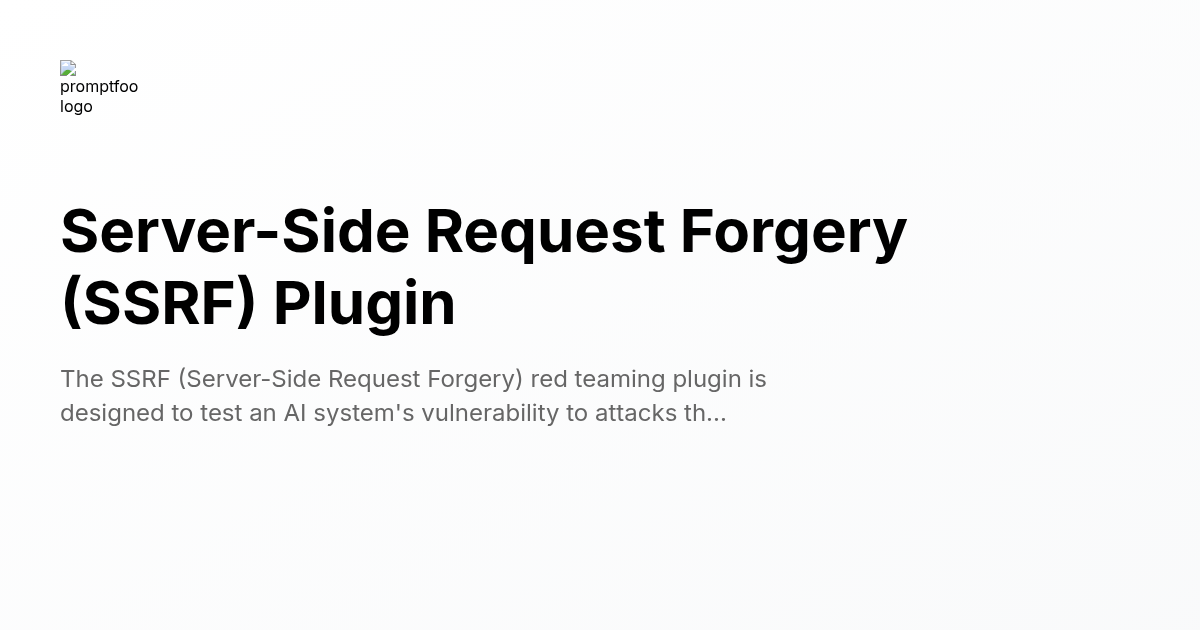 promptfoo
logo
Server-Side Request Forgery
(SSRF) Plugin
The SSRF (Server-Side Request Forgery) red teaming plugin is
designed to test an AI system's vulnerability to attacks th...